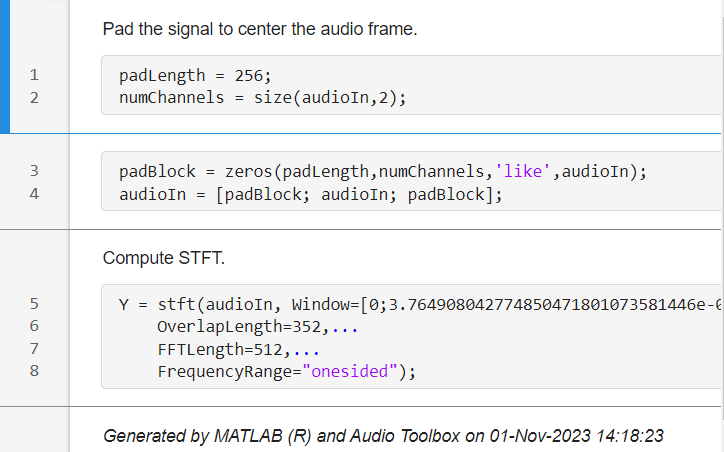 Pad the signal to center the audio frame.
1 padLength = 256;
2 numChannels = size(audioIn,2);
3 padBlock = zeros(padLength,numChannels,'like',audioIn);
4 audioIn = [padBlock; audioIn; padBlock];
Compute STFT.
5 Y = stft(audioIn, Window=[0;3.7649080427748504718010735​81446e-0
6 OverlapLength=352,...
7 FFTLength=512,...
8 FrequencyRange="onesided");
Generated by MATLAB (R) and Audio Toolbox on 01-Nov-2023 14:18:23